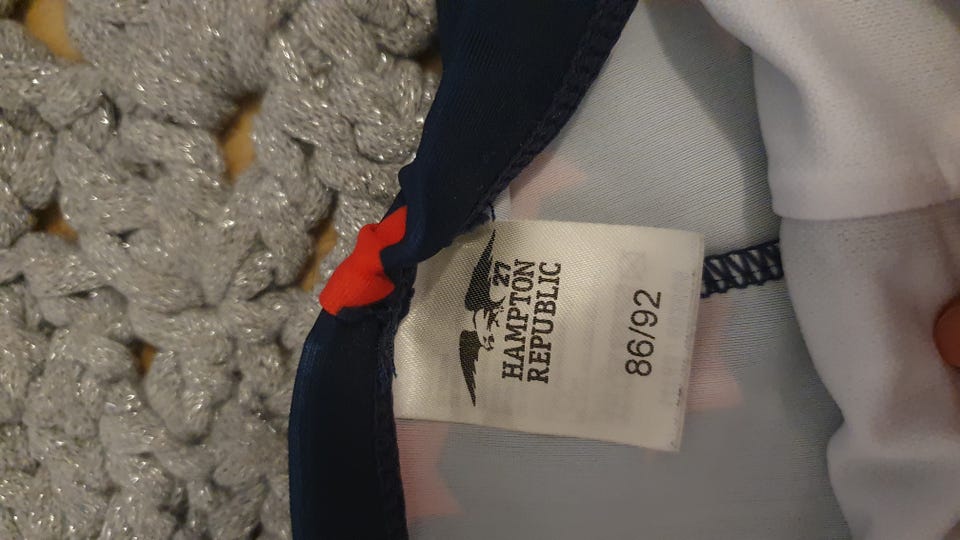 27
HAMPTON
REPUBLIC
86/92